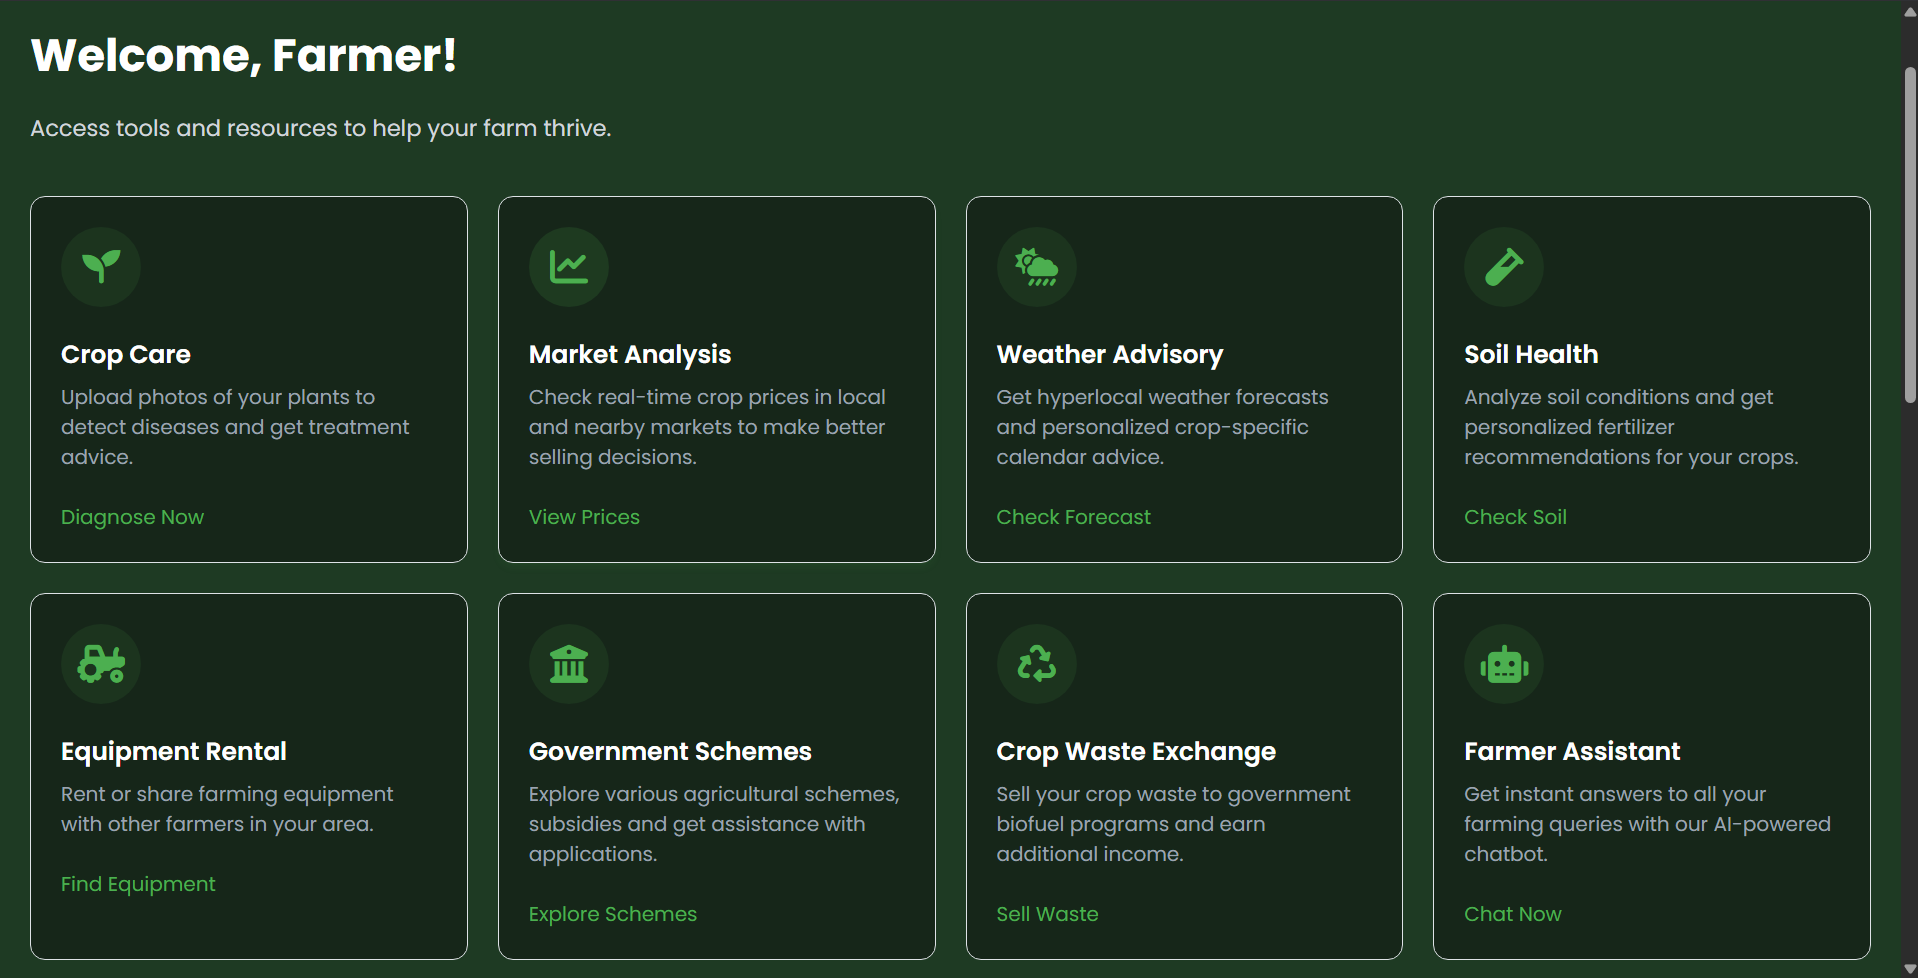 Welcome, Farmer!
Access tools and resources to help your farm thrive.
Crop Care
Upload photos of your plants to
detect diseases and get treatment
advice.
Diagnose Now
Market Analysis
Check real-time crop prices in local
and nearby markets to make better
selling decisions.
View Prices
Weather Advisory
Get hyperlocal weather forecasts
and personalized crop-specific
calendar advice.
Check Forecast
Soil Health
Analyze soil conditions and get
personalized fertilizer
recommendations for your crops.
Check Soil
Equipment Rental
Rent or share farming equipment
with other farmers in your area.
Find Equipment
Government Schemes
Explore various agricultural schemes,
subsidies and get assistance with
applications.
Explore Schemes
Crop Waste Exchange
Sell your crop waste to government
biofuel programs and earn
additional income.
Sell Waste
Farmer Assistant
Get instant answers to all your
farming queries with our AI-powered
chatbot.
Chat Now